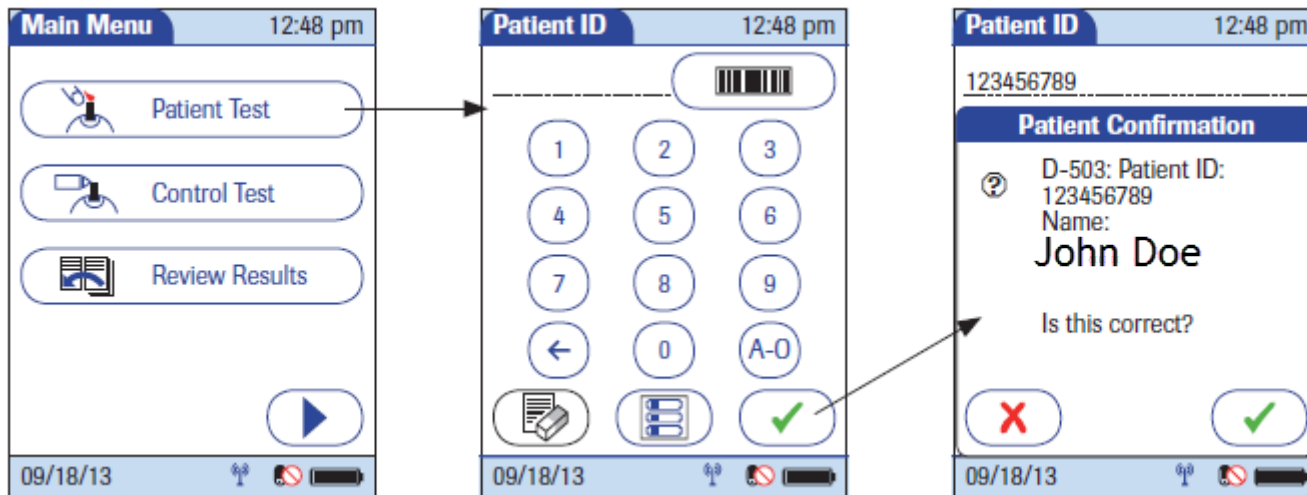 Main Menu 12:48 pm
Patient Test
Control Test
Review Results
09/18/13
Patient ID 12:48 pm
1 2 3
4 5 6
7 8 9
0 A-O
09/18/13
Patient ID 12:48 pm
123456789
Patient Confirmation
D-503: Patient ID:
123456789
Name:
John Doe
Is this correct?
09/18/13